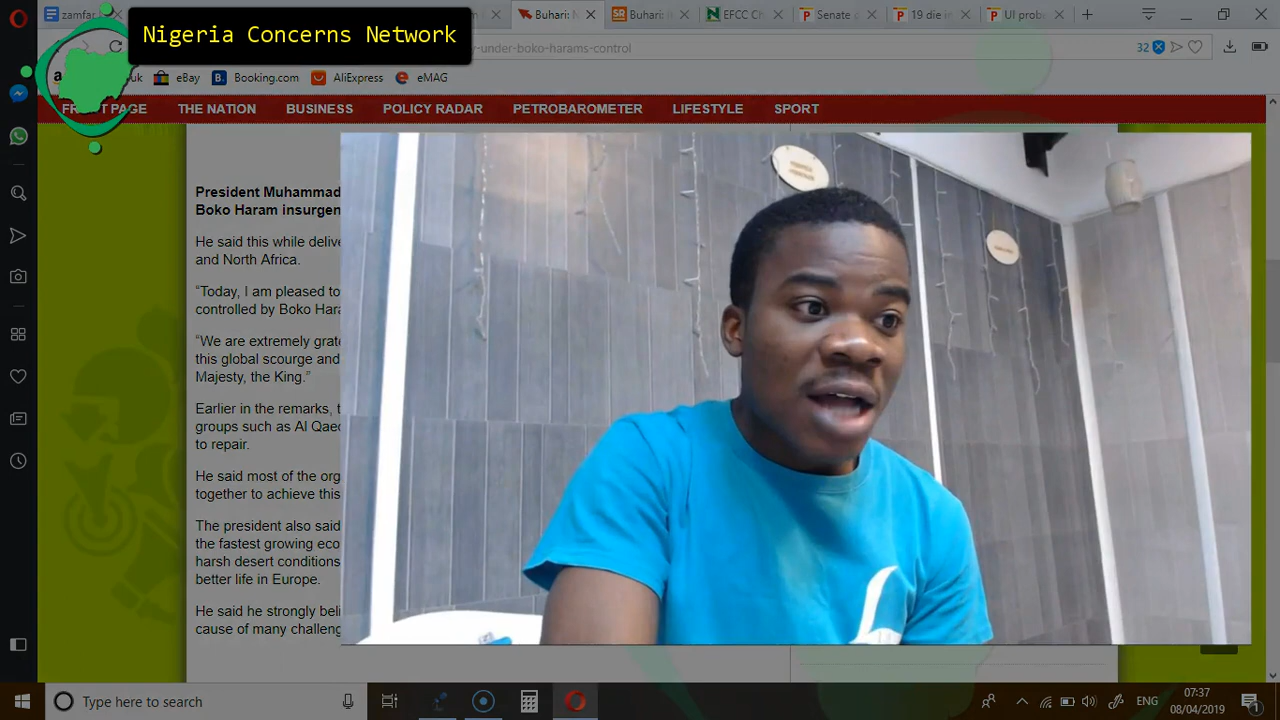 zamfar
Buhari: N
Buhari: I
EFCC Ch
Senate c
19 die in
UI prob
Nigeria Concerns Network
y-under-boko-harams-control
32
uk
eBay
Booking.com
AliExpress
eMAG
FRONT PAGE
THE NATION
BUSINESS
POLICY RADAR
PETROBAROMETER
LIFESTYLE
SPORT
President Muhammad
Boko Haram insurgen
He said this while delive
and North Africa.
“Today, I am pleased to
controlled by Boko Hara
“We are extremely grate
this global scourge and
Majesty, the King.”
Earlier in the remarks, t
groups such as Al Qaed
to repair.
He said most of the org
together to achieve this
The president also said
the fastest growing eco
harsh desert conditions
better life in Europe.
He said he strongly beli
cause of many challeng
Type here to search
ENG
07:37
08/04/2019